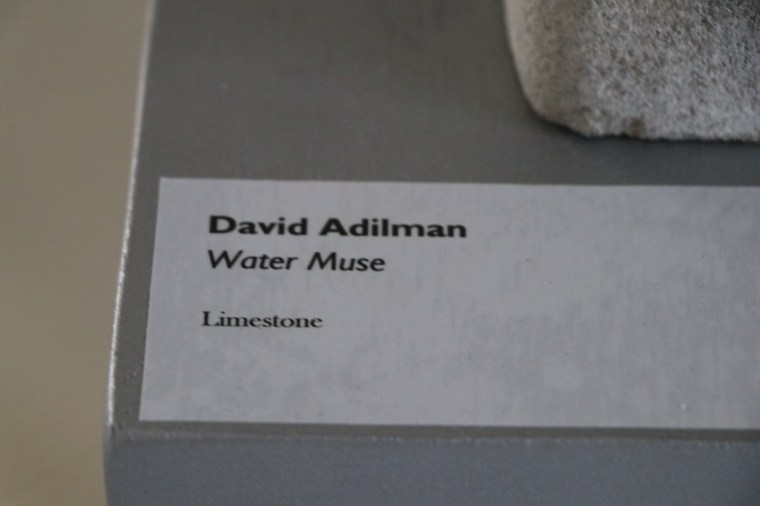 David Adilman
Water Muse
Limestone